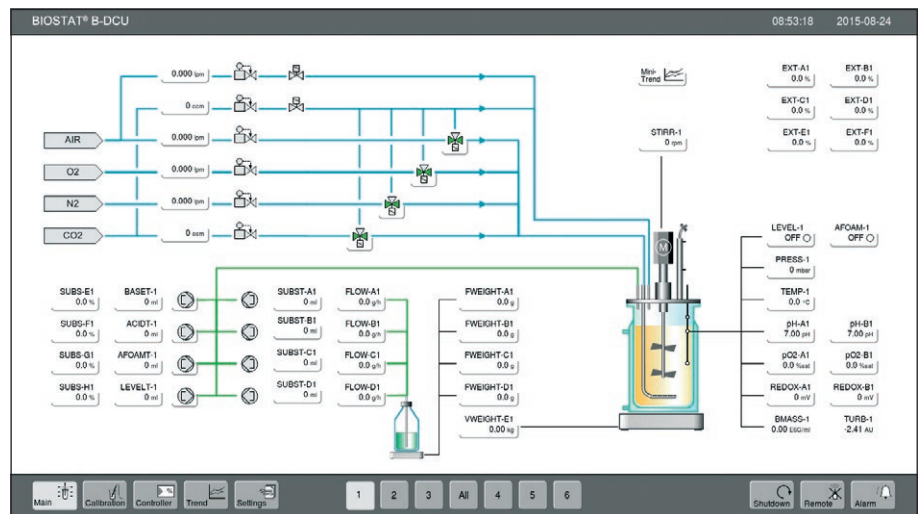 BIOSTAT® B-DCU 08:53:18 2015-08-24
0.000 lpm
0 ccm
AIR 0.000 lpm
O2 0.000 lpm
N2 0.000 lpm
CO2 0 ccm
Mini-Trend
STIRR-1
0 rpm
EXT-A1 EXT-B1
0.0 % 0.0 %
EXT-C1 EXT-D1
0.0 % 0.0 %
EXT-E1 EXT-F1
0.0 % 0.0 %
M
SUBS-E1 BASET-1 SUBST-A1 FLOW-A1 FWEIGHT-A1
0.0 % 0 ml 0 ml 0.0 g/h 0.0 g
SUBS-F1 ACIDT-1 SUBST-B1 FLOW-B1 FWEIGHT-B1
0.0 % 0 ml 0 ml 0.0 g/h 0.0 g
SUBS-G1 AFOAMT-1 SUBST-C1 FLOW-C1 FWEIGHT-C1
0.0 % 0 ml 0 ml 0.0 g/h 0.0 g
SUBS-H1 LEVELT-1 SUBST-D1 FLOW-D1 FWEIGHT-D1
0.0 % 0 ml 0 ml 0.0 g/h 0.0 g
VWEIGHT-E1
0.00 kg
LEVEL-1 AFOAM-1
OFF OFF
PRESS-1
0 mbar
TEMP-1
0.0 °C
pH-A1 pH-B1
7.00 pH 7.00 pH
pO2-A1 pO2-B1
0.0 %sat 0.0 %sat
REDOX-A1 REDOX-B1
0 mV 0 mV
BMASS-1 TURB-1
0.00 E6C/ml -2.41 AU
Main Calibration Controller Trend Settings 1 2 3 All 4 5 6 Shutdown Remote Alarm